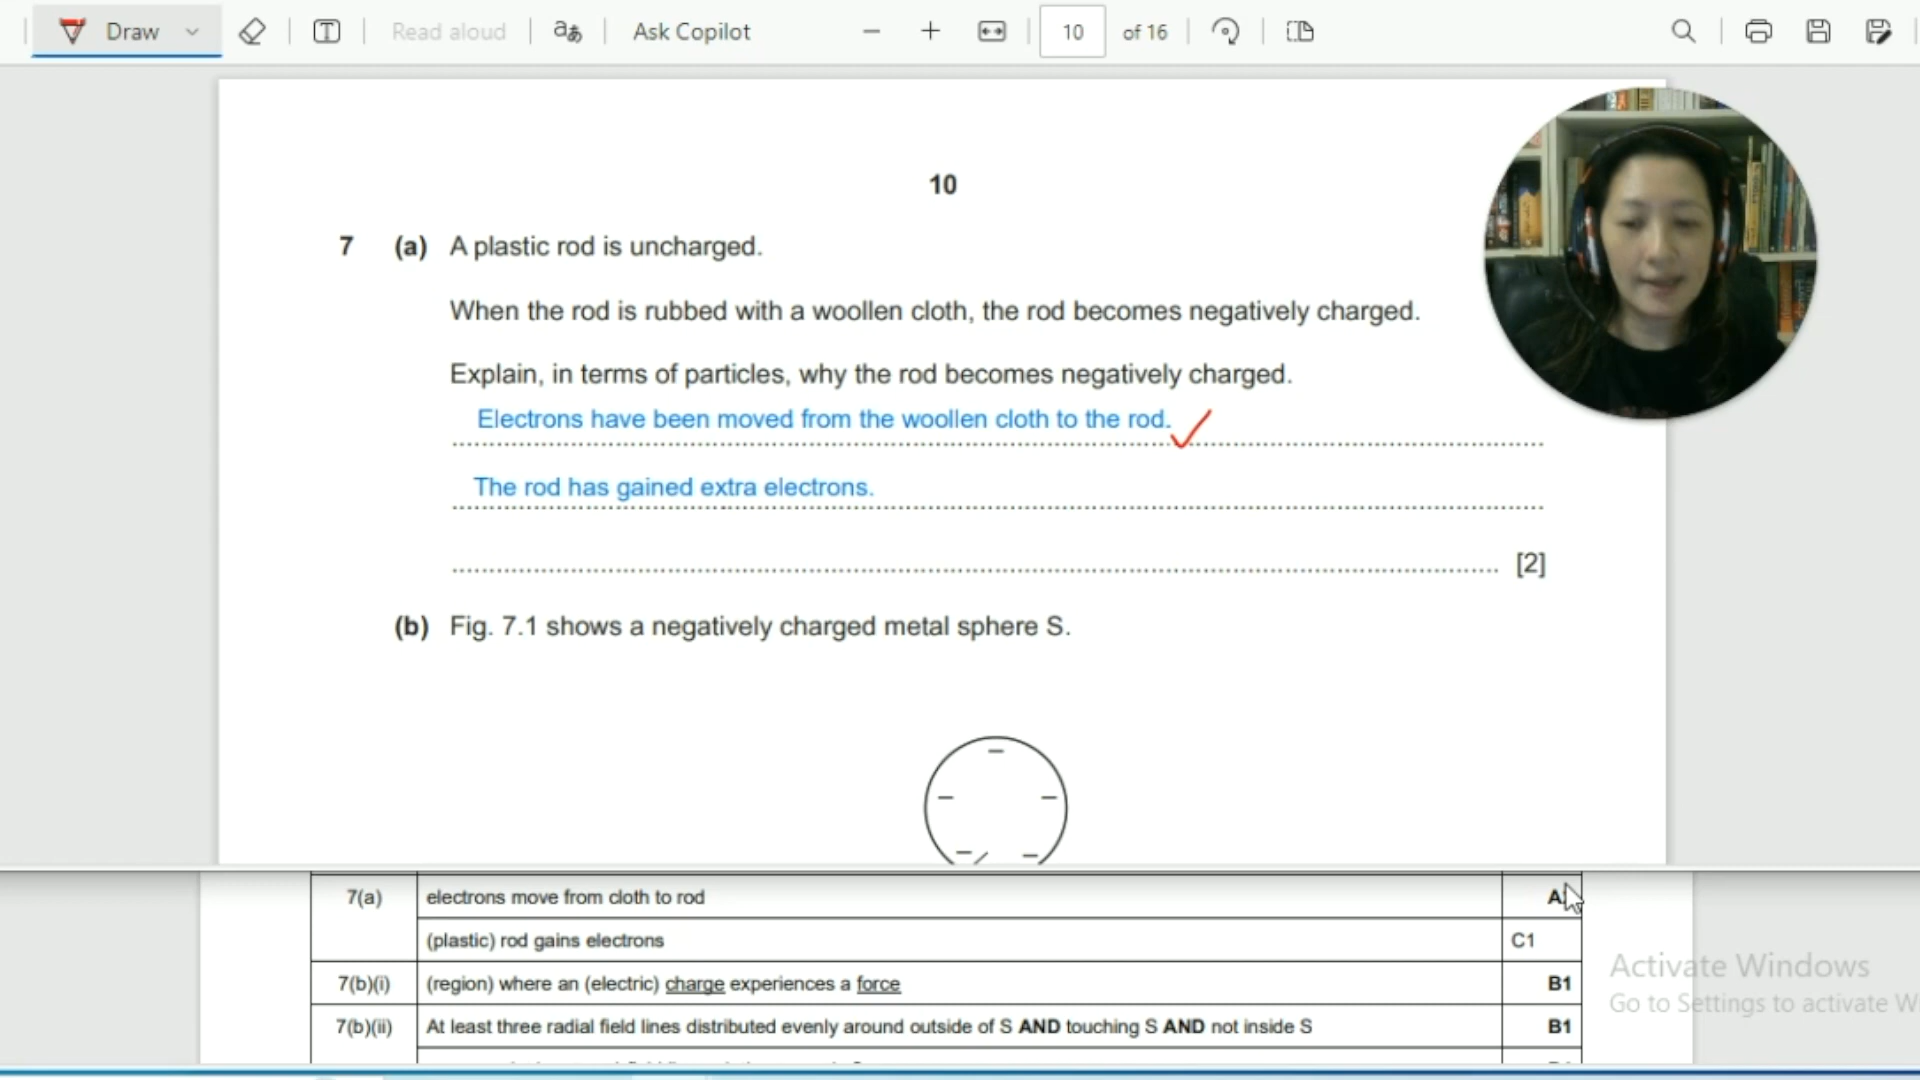 Draw
Read aloud
aあ
Ask Copilot
10 of 16
10
7 (a) A plastic rod is uncharged.
When the rod is rubbed with a woollen cloth, the rod becomes negatively charged.
Explain, in terms of particles, why the rod becomes negatively charged.
Electrons have been moved from the woollen cloth to the rod.
The rod has gained extra electrons.
[2]
(b) Fig. 7.1 shows a negatively charged metal sphere S.
7(a) electrons move from cloth to rod
(plastic) rod gains electrons C1
7(b)(i) (region) where an (electric) charge experiences a force B1
7(b)(ii) At least three radial field lines distributed evenly around outside of S AND touching S AND not inside S B1
Activate Windows
Go to Settings to activate